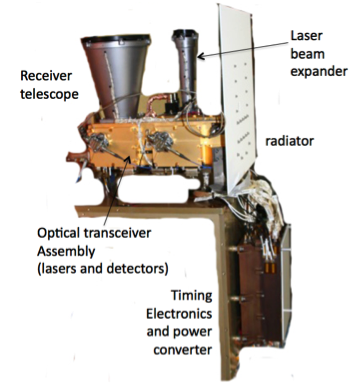 Laser
beam
expander
Receiver
telescope
radiator
Optical transceiver
Assembly
(lasers and detectors)
Timing
Electronics
and power
converter